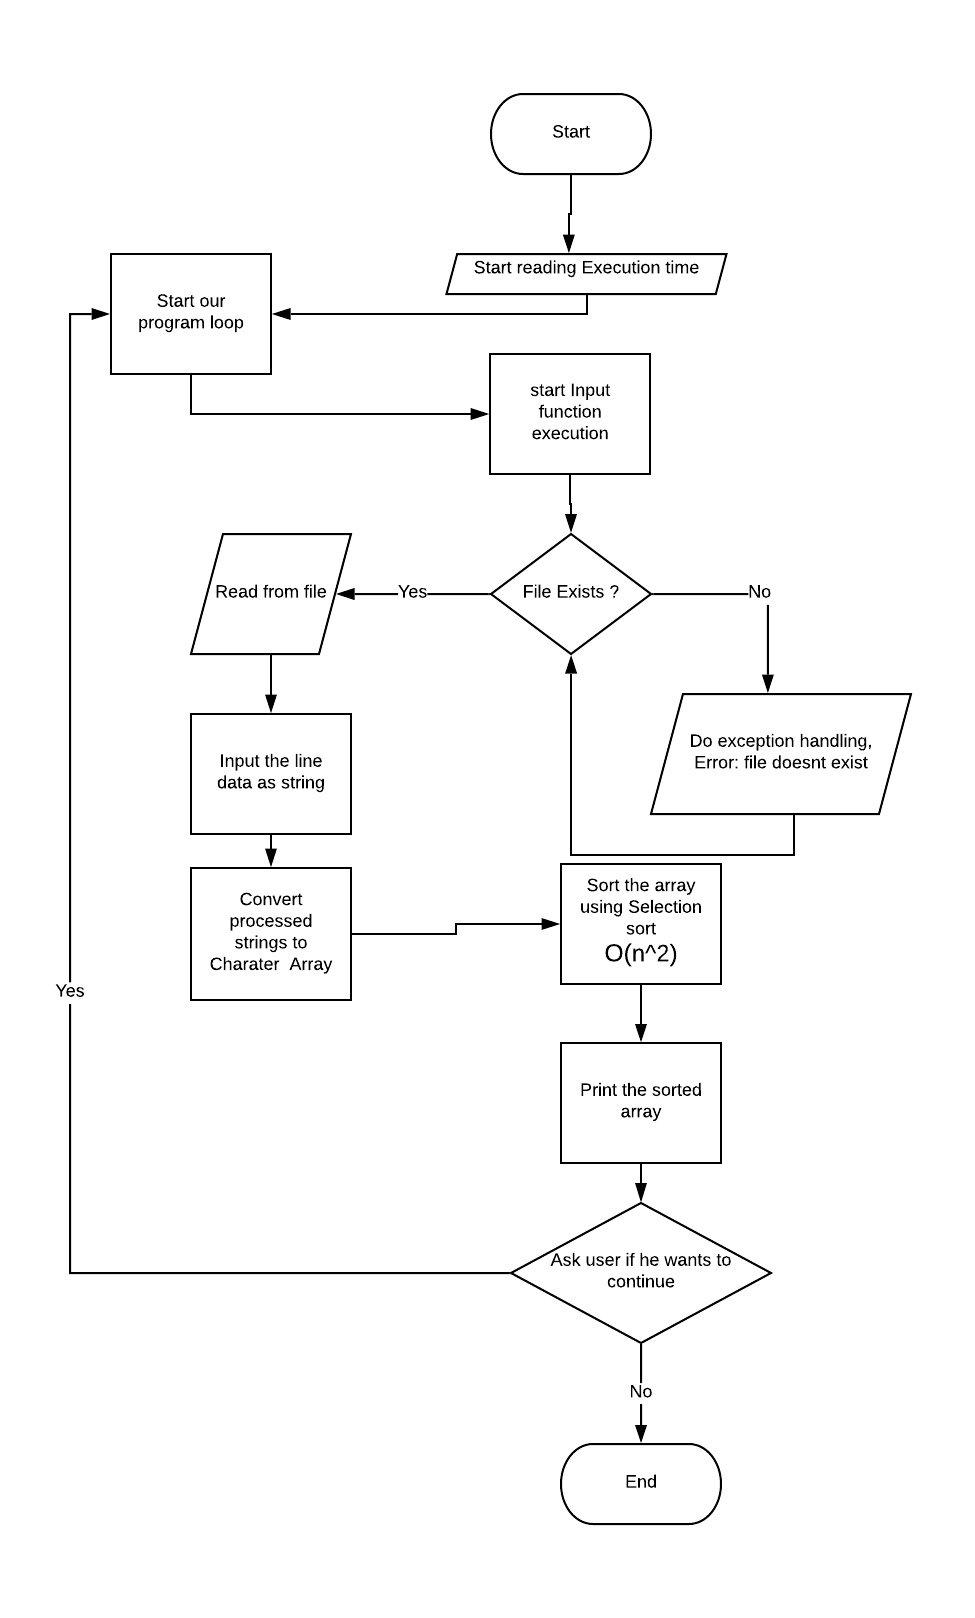 Start
Start reading Execution time
Start our
program loop
start Input
function
execution
File Exists ?
Yes
No
Read from file
Do exception handling,
Error: file doesnt exist
Input the line
data as string
Convert
processed
strings to
Charater  Array
Sort the array
using Selection
sort
O(n^2)
Yes
Print the sorted
array
Ask user if he wants to
continue
No
End